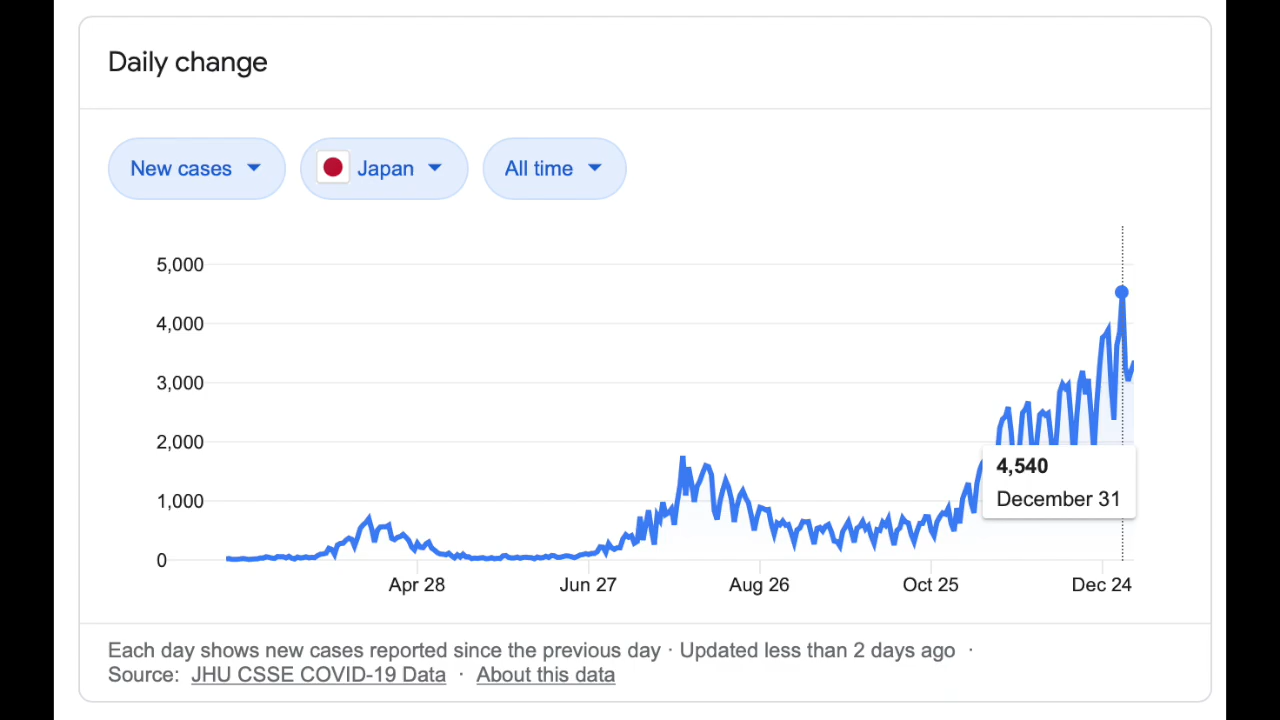 Daily change
New cases
Japan
All time
5,000
4,000
3,000
2,000
1,000
0
4,540
December 31
Apr 28
Jun 27
Aug 26
Oct 25
Dec 24
Each day shows new cases reported since the previous day · Updated less than 2 days ago ·
Source: JHU CSSE COVID-19 Data · About this data